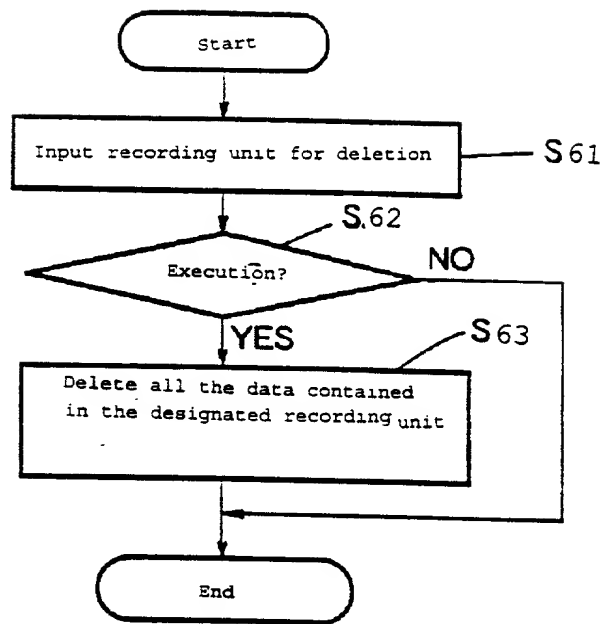 Start
Input recording unit for deletion
S61
S.62
Execution?
NO
YES
S63
Delete all the data contained
in the designated recording unit
End